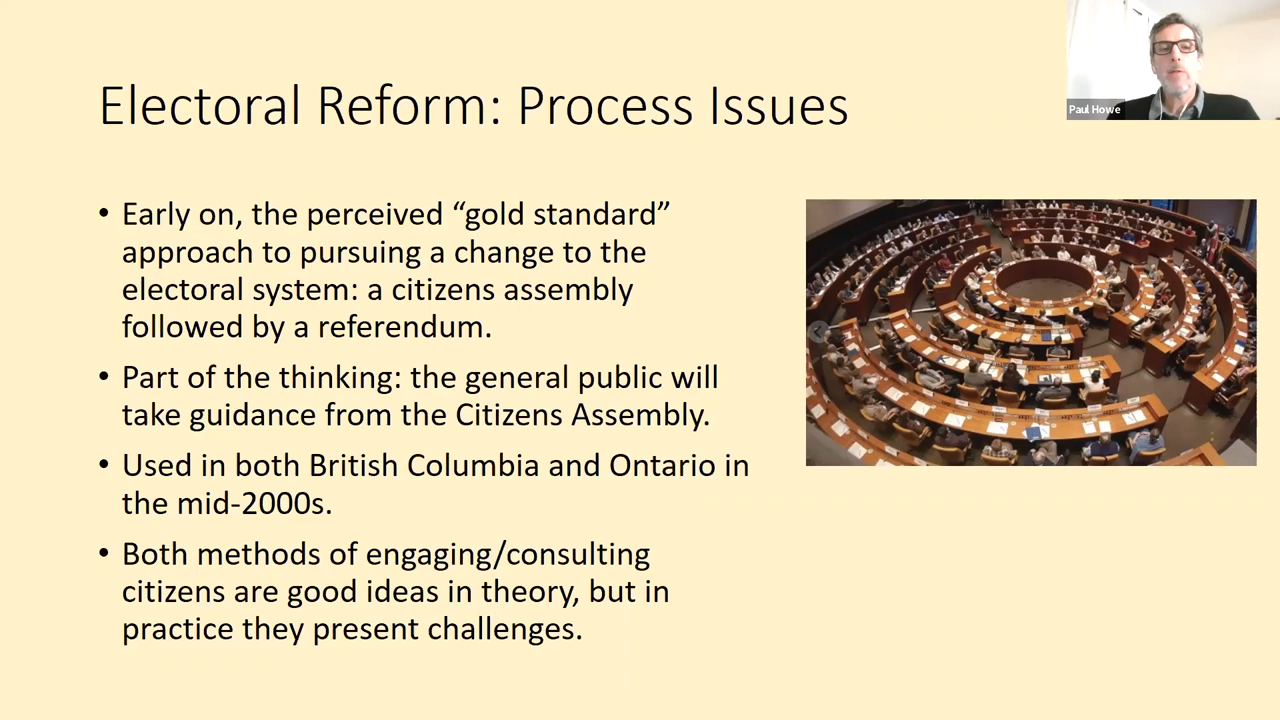 Electoral Reform: Process Issues
Paul Howe
• Early on, the perceived “gold standard”
approach to pursuing a change to the
electoral system: a citizens assembly
followed by a referendum.
• Part of the thinking: the general public will
take guidance from the Citizens Assembly.
• Used in both British Columbia and Ontario in
the mid-2000s.
• Both methods of engaging/consulting
citizens are good ideas in theory, but in
practice they present challenges.